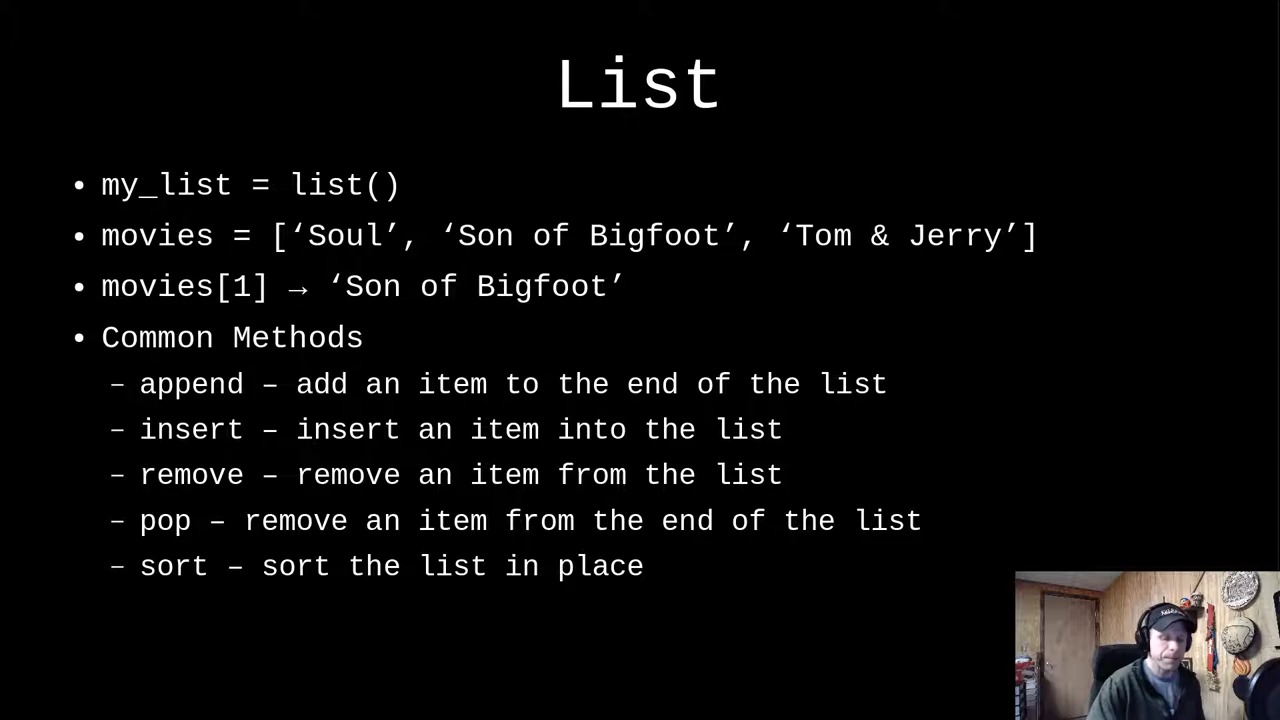 List
• my_list = list()
• movies = [‘Soul’, ‘Son of Bigfoot’, ‘Tom & Jerry’]
• movies[1] → ‘Son of Bigfoot’
• Common Methods
– append – add an item to the end of the list
– insert – insert an item into the list
– remove – remove an item from the list
– pop – remove an item from the end of the list
– sort – sort the list in place